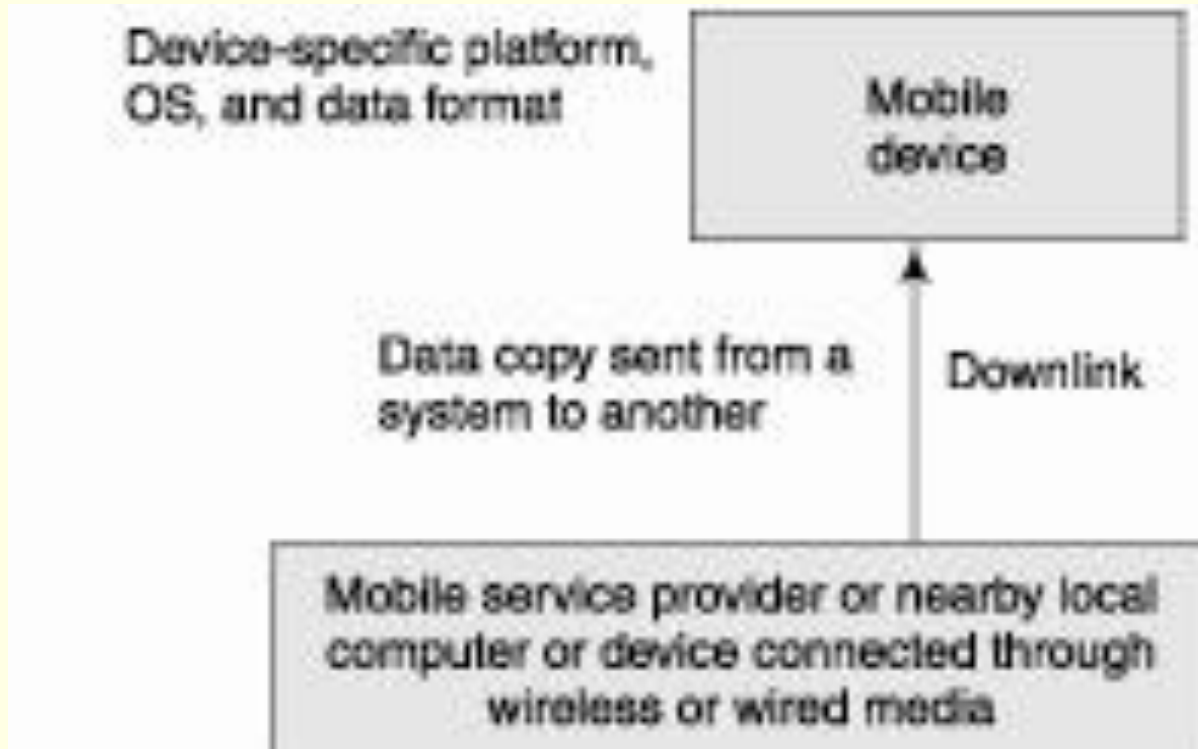 Device-specific platform,
OS, and data format
Mobile
device
Data copy sent from a
system to another
Downlink
Mobile service provider or nearby local
computer or device connected through
wireless or wired media